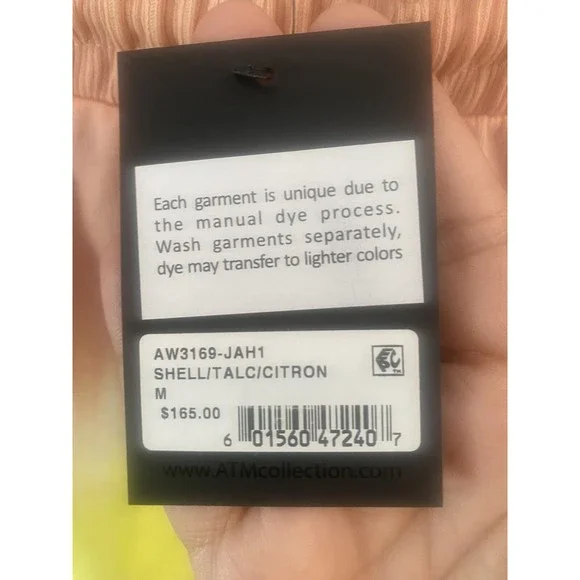 Each garment is unique due to
the manual dye process.
Wash garments separately,
dye may transfer to lighter colors
AW3169-JAH1
SHELL/TALC/CITRON
M
$165.00
6 01560 47240 7
www.ATMcollection.com